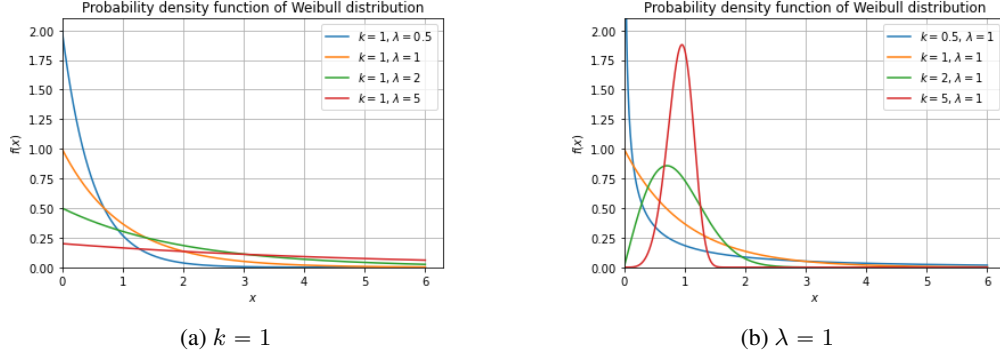 Probability density function of Weibull distribution
2.00
1.75
1.50
1.25
1.00
0.75
0.50
0.25
0.00
f(x)
k = 1, λ = 0.5
k = 1, λ = 1
k = 1, λ = 2
k = 1, λ = 5
0 1 2 3 4 5 6
x
(a) k = 1
Probability density function of Weibull distribution
2.00
1.75
1.50
1.25
1.00
0.75
0.50
0.25
0.00
f(x)
k = 0.5, λ = 1
k = 1, λ = 1
k = 2, λ = 1
k = 5, λ = 1
0 1 2 3 4 5 6
x
(b) λ = 1